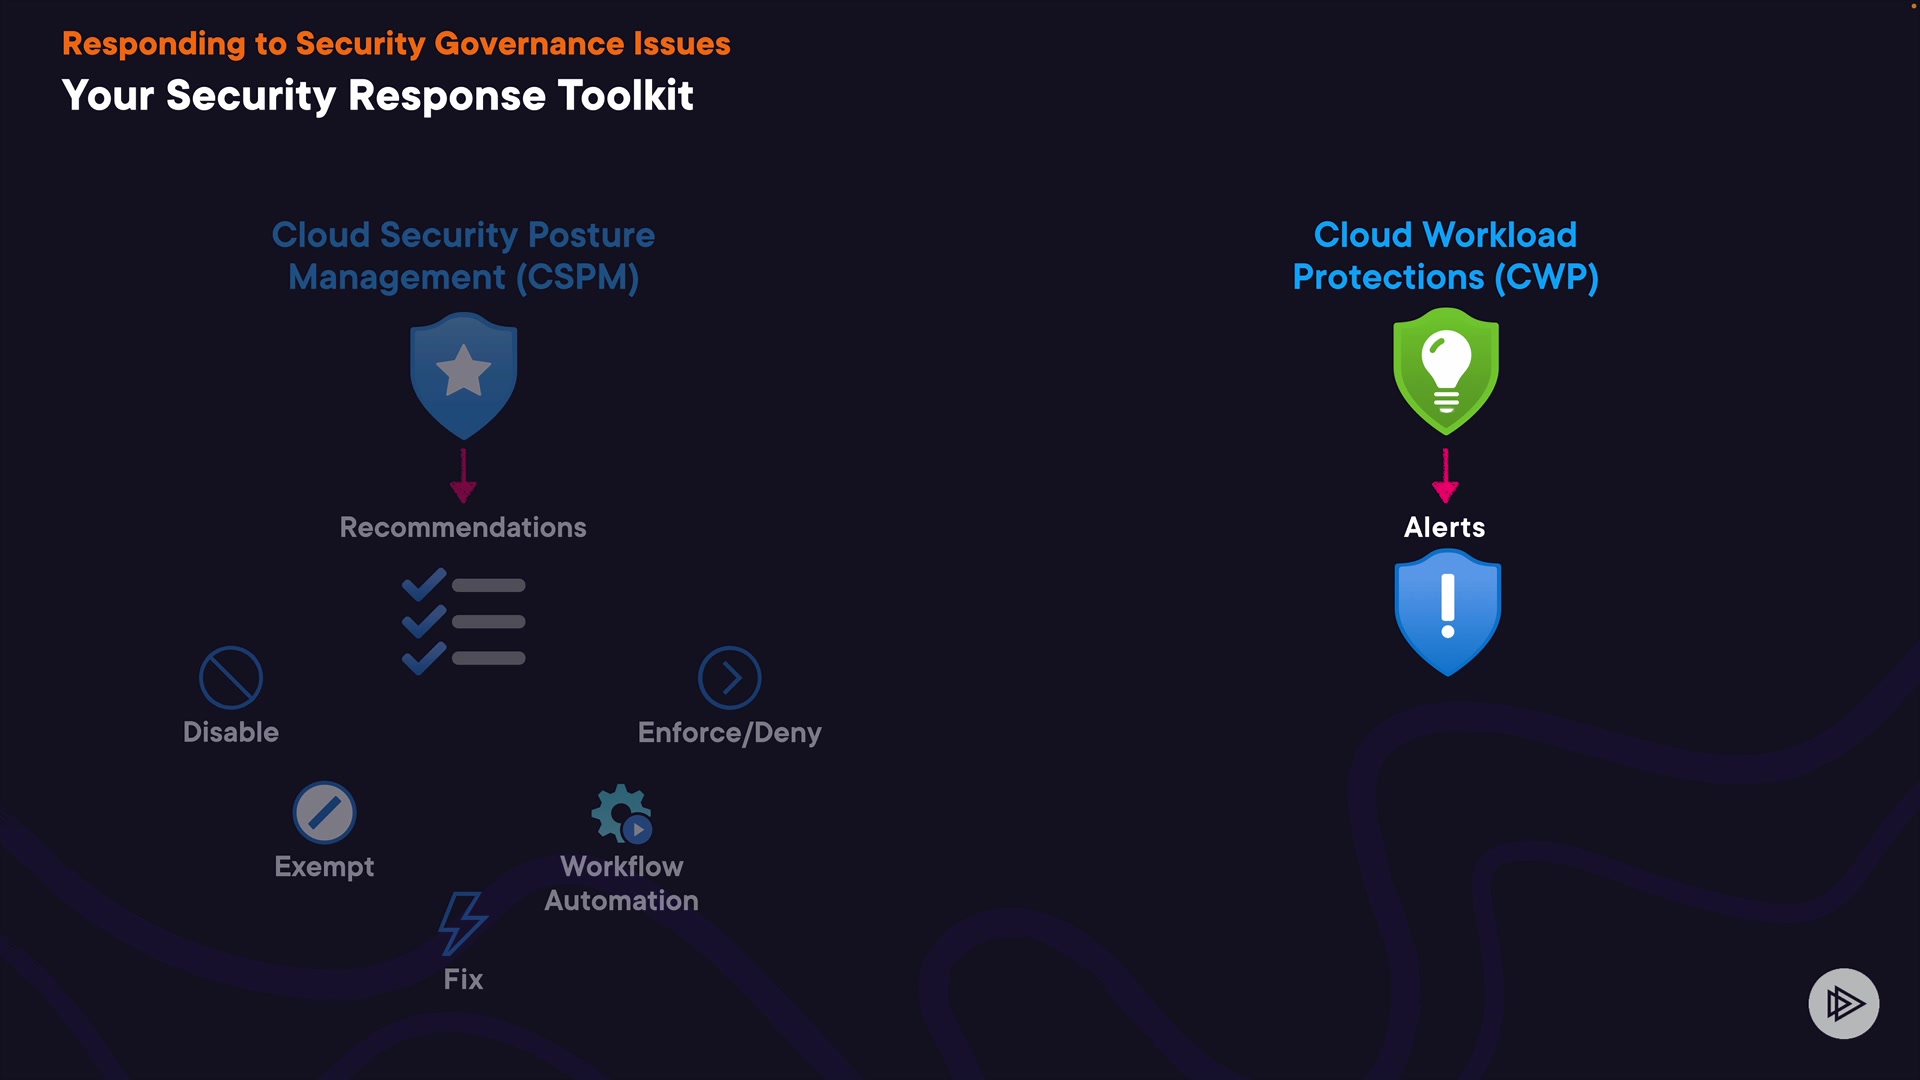 Responding to Security Governance Issues
Your Security Response Toolkit
Cloud Security Posture
Management (CSPM)
Recommendations
Disable
Enforce/Deny
Exempt
Workflow
Automation
Fix
Cloud Workload
Protections (CWP)
Alerts